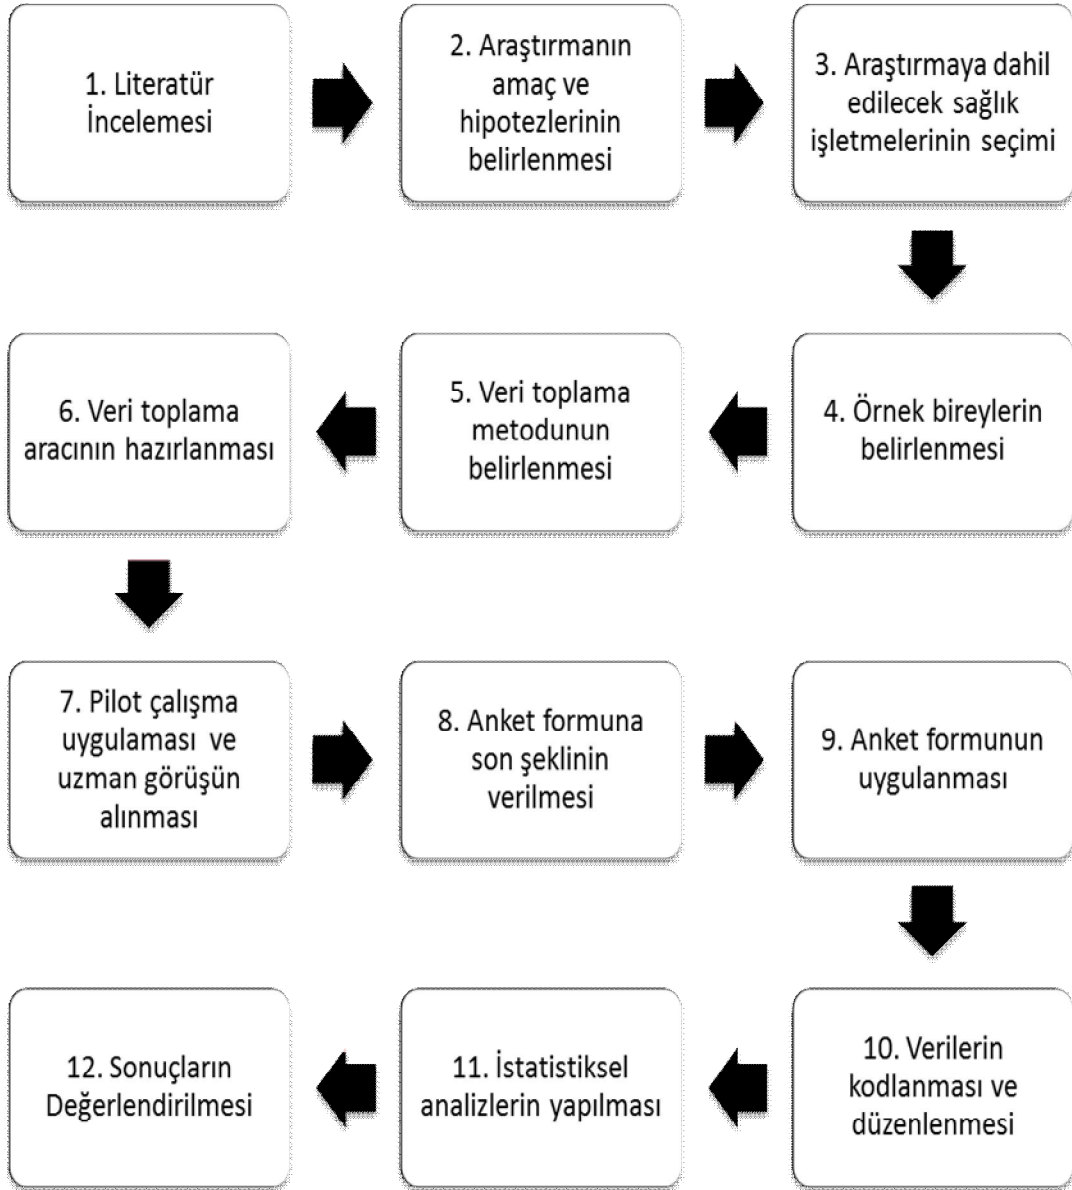 1. Literatür
İncelemesi
2. Araştırmanın
amaç ve
hipotezlerinin
belirlenmesi
3. Araştırmaya dahil
edilecek sağlık
işletmelerinin seçimi
4. Örnek bireylerin
belirlenmesi
5. Veri toplama
metodunun
belirlenmesi
6. Veri toplama
aracının hazırlanması
7. Pilot çalışma
uygulaması ve
uzman görüşün
alınması
8. Anket formuna
son şeklinin
verilmesi
9. Anket formunun
uygulanması
10. Verilerin
kodlanması ve
düzenlenmesi
11. İstatistiksel
analizlerin yapılması
12. Sonuçların
Değerlendirilmesi